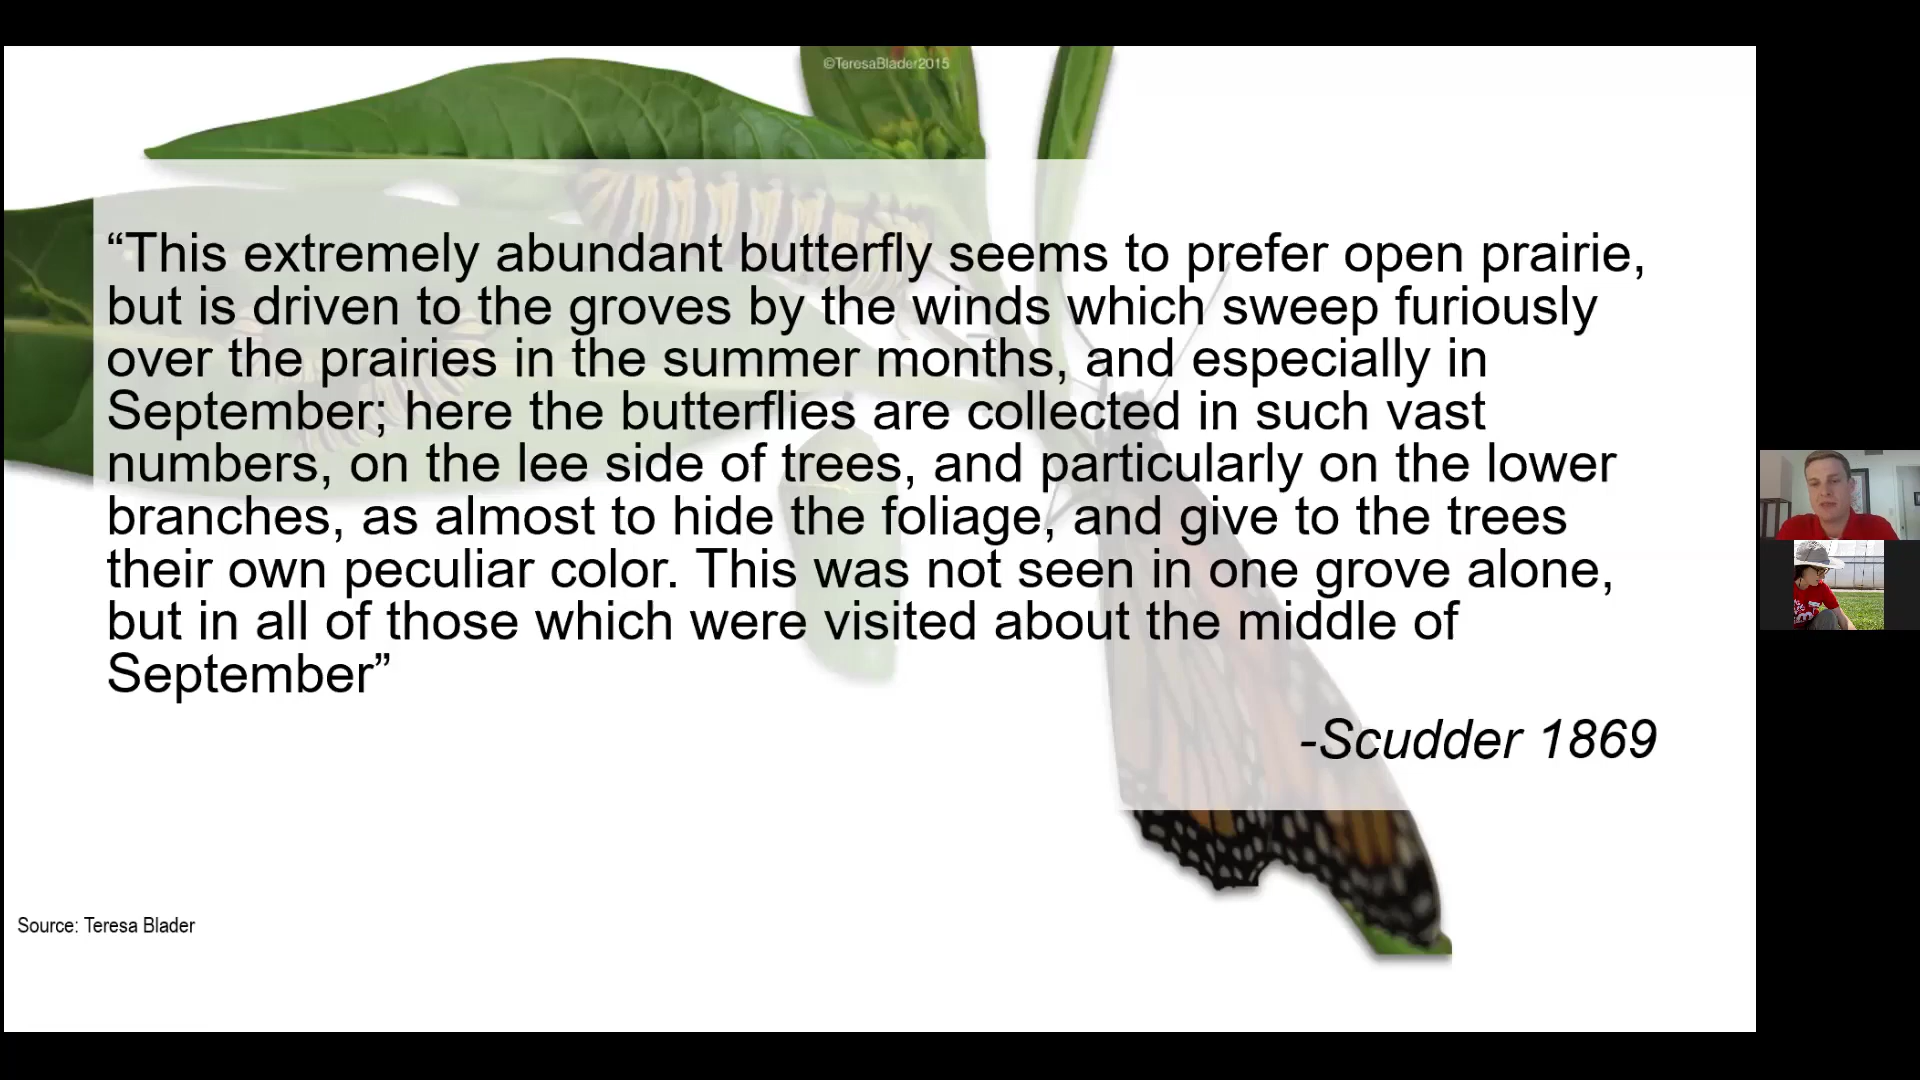 ©TeresaBlader2015
“This extremely abundant butterfly seems to prefer open prairie,
but is driven to the groves by the winds which sweep furiously
over the prairies in the summer months, and especially in
September; here the butterflies are collected in such vast
numbers, on the lee side of trees, and particularly on the lower
branches, as almost to hide the foliage, and give to the trees
their own peculiar color. This was not seen in one grove alone,
but in all of those which were visited about the middle of
September”
-Scudder 1869
Source: Teresa Blader